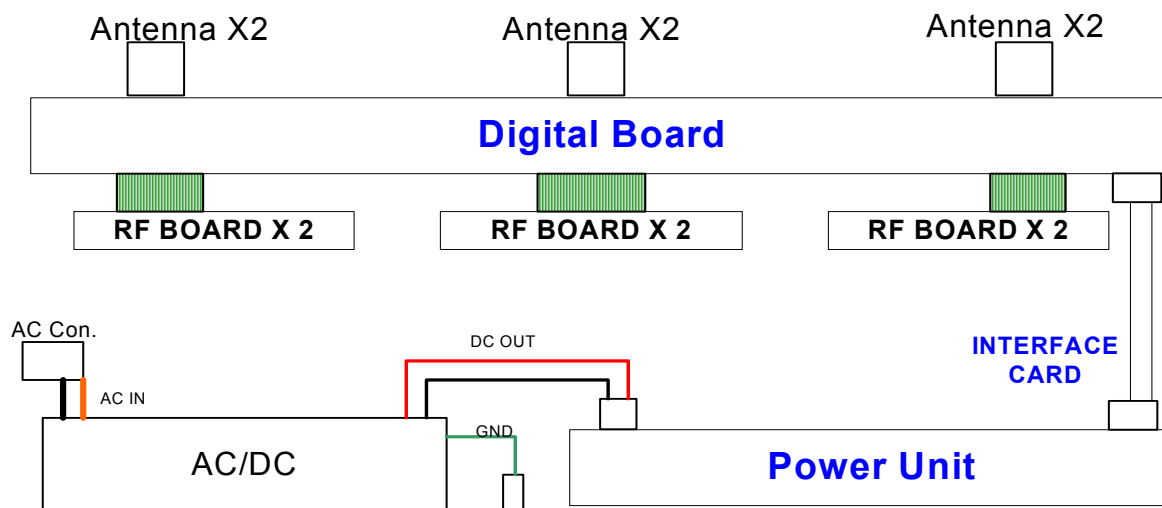 Antenna X2
Antenna X2
Antenna X2
Digital Board
RF BOARD X 2
RF BOARD X 2
RF BOARD X 2
AC Con.
DC OUT
INTERFACE
CARD
AC IN
GND
AC/DC
Power Unit